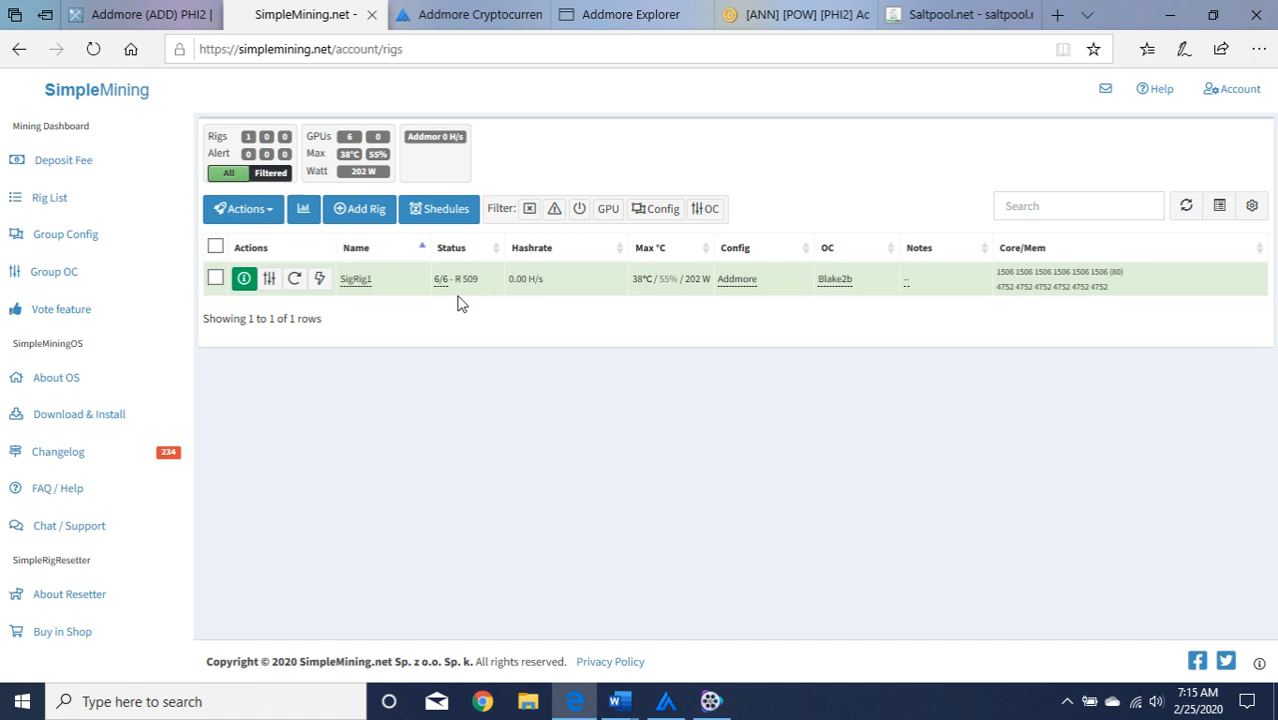 Addmore (ADD) PHI2 |
SimpleMining.net -
Addmore Cryptocurren
Addmore Explorer
[ANN] [POW] [PHI2] Ac
Saltpool.net - saltpool.n
https://simplemining.net/account/rigs
SimpleMining
Help
Account
Mining Dashboard
Deposit Fee
Rig List
Group Config
Group OC
Vote feature
SimpleMiningOS
About OS
Download & Install
Changelog 234
FAQ / Help
Chat / Support
SimpleRigResetter
About Resetter
Buy in Shop
Rigs 1 0 0
Alert 0 0 0
All Filtered
GPUs 6 0
Max 38°C 55%
Watt 202 W
Addmor 0 H/s
Actions
Add Rig
Shedules
Filter:
GPU
Config
OC
Search
Actions Name Status Hashrate Max °C Config OC Notes Core/Mem
SigRig1 6/6 - R 509 0.00 H/s 38°C / 55% / 202 W Addmore Blake2b -- 1506 1506 1506 1506 1506 1506 (80)
4752 4752 4752 4752 4752 4752
Showing 1 to 1 of 1 rows
Copyright © 2020 SimpleMining.net Sp. z o.o. Sp. k. All rights reserved. Privacy Policy
Type here to search
7:15 AM
2/25/2020